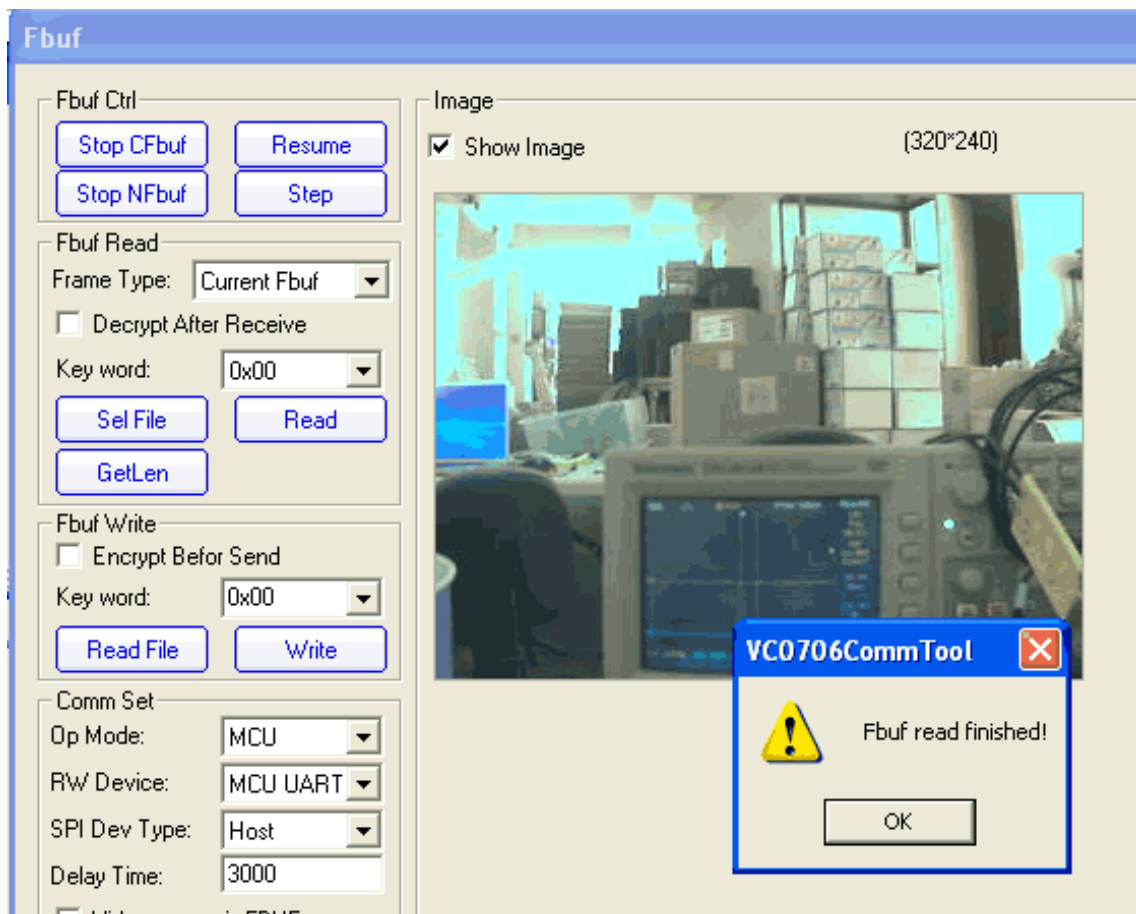 Fbuf
Fbuf Ctrl
Stop CFbuf
Resume
Stop NFbuf
Step
Fbuf Read
Frame Type:
Current Fbuf
Decrypt After Receive
Key word:
0x00
Sel File
Read
GetLen
Fbuf Write
Encrypt Befor Send
Key word:
0x00
Read File
Write
Comm Set
Op Mode:
MCU
RW Device:
MCU UART
SPI Dev Type:
Host
Delay Time:
3000
Image
Show Image
(320*240)
VC0706CommTool
Fbuf read finished!
OK